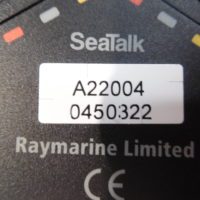 SeaTalk
A22004
0450322
Raymarine Limited
CE